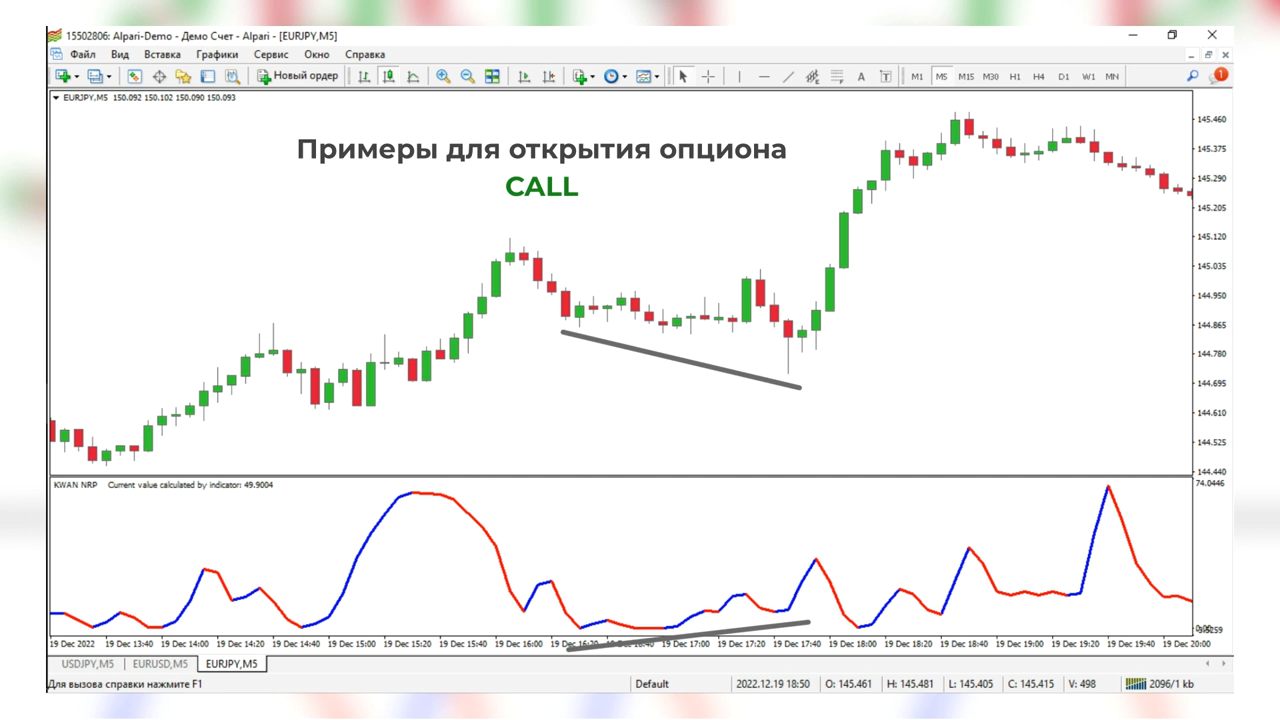 15502806: Alpari-Demo - Демо Счет - Alpari - [EURJPY,M5]
Файл Вид Вставка Графики Сервис Окно Справка
Новый ордер A T M1 M5 M15 M30 H1 H4 D1 W1 MN 1
EURJPY,M5 150.092 150.102 150.090 150.093
Примеры для открытия опциона
CALL
145.460
145.375
145.290
145.205
145.120
145.035
144.950
144.865
144.780
144.695
144.610
144.525
144.440
KWAN NRP Current value calculated by indicator: 49.9004
74.0446
19 Dec 2022 19 Dec 13:40 19 Dec 14:00 19 Dec 14:20 19 Dec 14:40 19 Dec 15:00 19 Dec 15:20 19 Dec 15:40 19 Dec 16:00 19 Dec 16:20 19 Dec 16:40 19 Dec 17:00 19 Dec 17:20 19 Dec 17:40 19 Dec 18:00 19 Dec 18:20 19 Dec 18:40 19 Dec 19:00 19 Dec 19:20 19 Dec 19:40 19 Dec 20:00
USDJPY,M5 EURUSD,M5 EURJPY,M5
Для вызова справки нажмите F1 Default 2022.12.19 18:50 O: 145.461 H: 145.481 L: 145.405 C: 145.415 V: 498 2096/1 kb